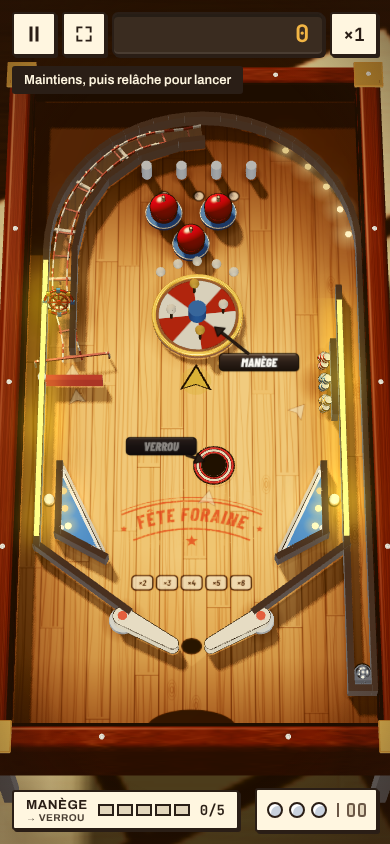 0
×1
Maintiens, puis relâche pour lancer
MANÈGE
VERROU
FÊTE FORAINE
×2 ×3 ×4 ×5 ×8
MANÈGE
→ VERROU
0/5